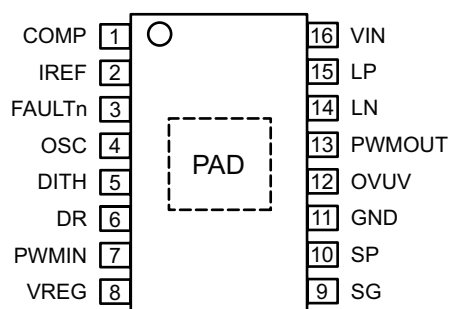 COMP 1
IREF 2
FAULTn 3
OSC 4
DITH 5
DR 6
PWMIN 7
VREG 8
PAD
16 VIN
15 LP
14 LN
13 PWMOUT
12 OVUV
11 GND
10 SP
9 SG